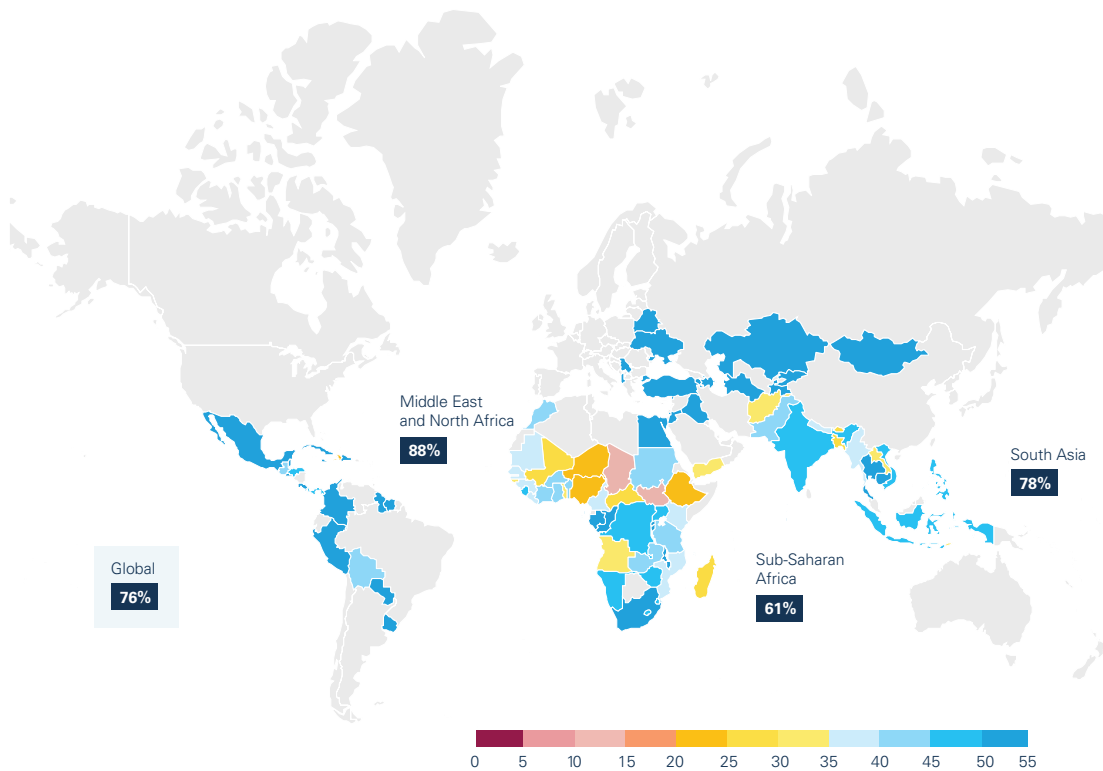 Middle East
and North Africa
88%
South Asia
78%
Sub-Saharan
Africa
61%
Global
76%
0 5 10 15 20 25 30 35 40 45 50 55